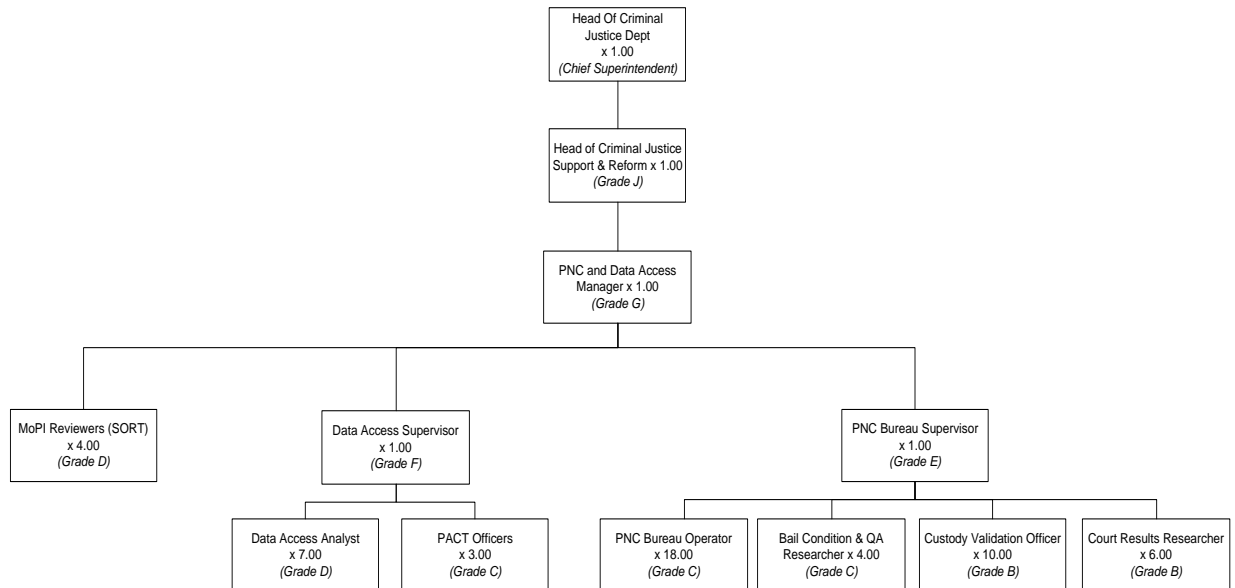 Head Of Criminal
Justice Dept
x 1.00
(Chief Superintendent)
Head of Criminal Justice
Support & Reform x 1.00
(Grade J)
PNC and Data Access
Manager x 1.00
(Grade G)
MoPI Reviewers (SORT)
x 4.00
(Grade D)
Data Access Supervisor
x 1.00
(Grade F)
PNC Bureau Supervisor
x 1.00
(Grade E)
Data Access Analyst
x 7.00
(Grade D)
PACT Officers
x 3.00
(Grade C)
PNC Bureau Operator
x 18.00
(Grade C)
Bail Condition & QA
Researcher x 4.00
(Grade C)
Custody Validation Officer
x 10.00
(Grade B)
Court Results Researcher
x 6.00
(Grade B)